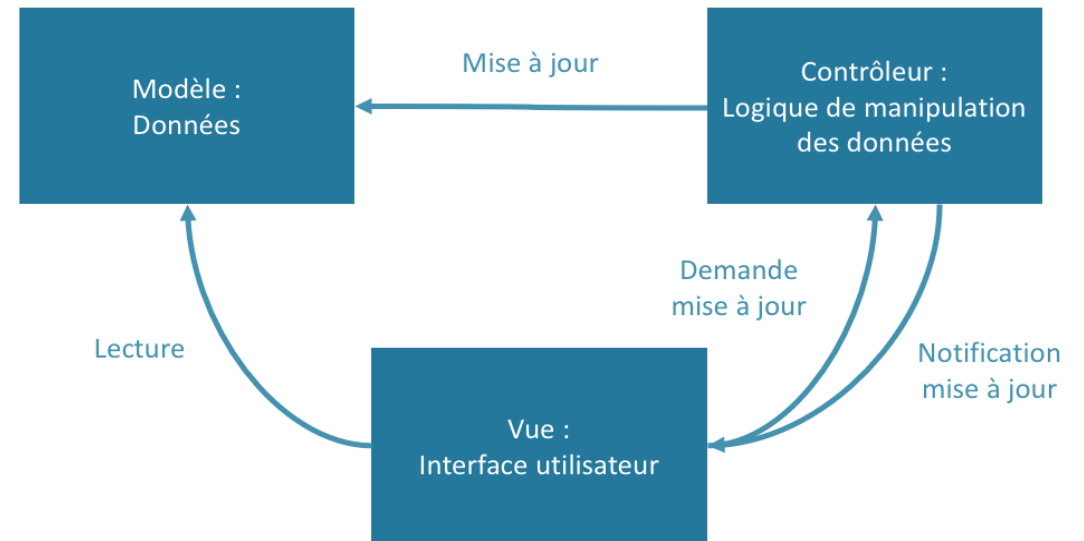 Modèle :
Données
Mise à jour
Contrôleur :
Logique de manipulation
des données
Demande
mise à jour
Lecture
Notification
mise à jour
Vue :
Interface utilisateur